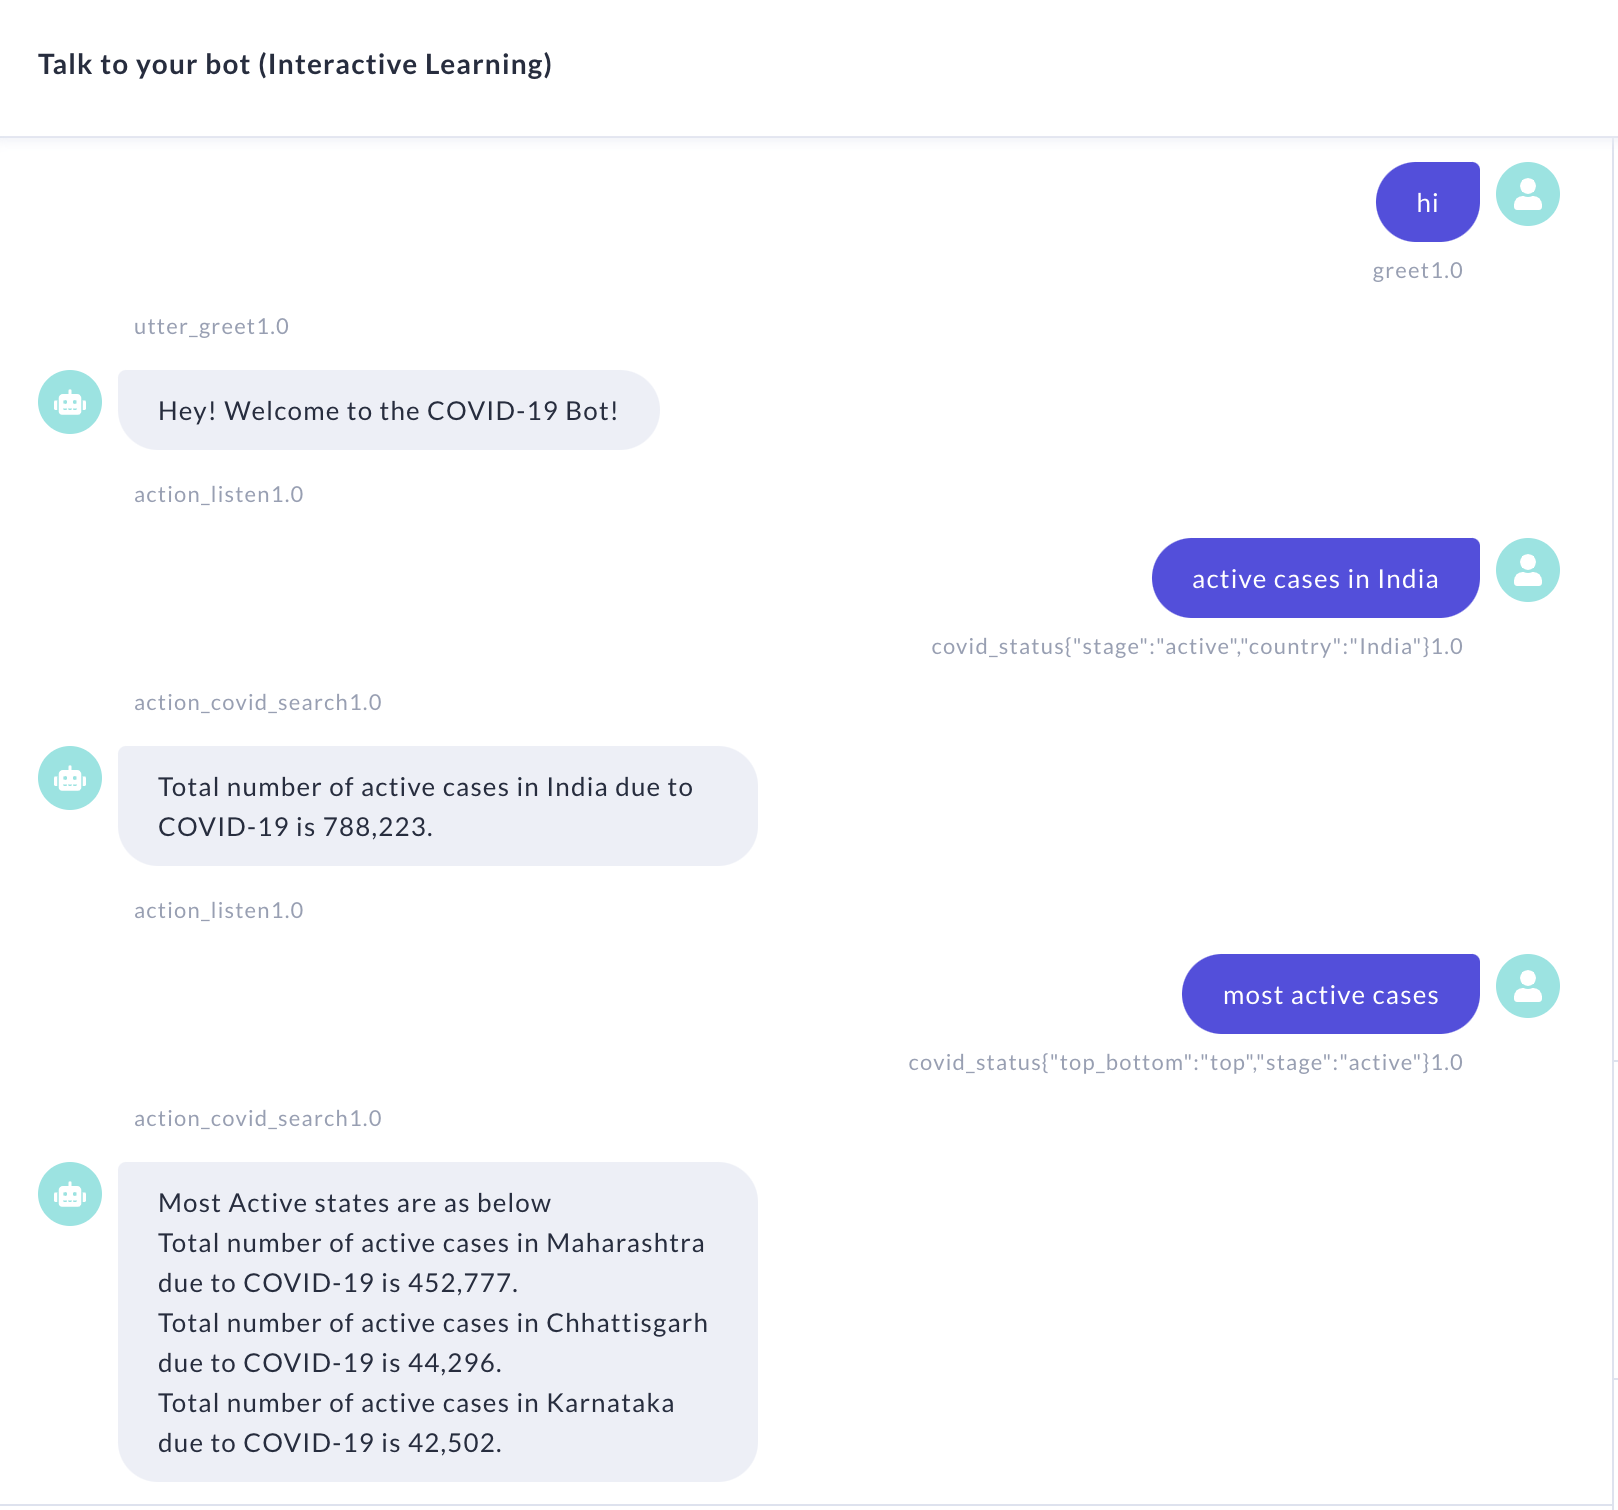 Talk to your bot (Interactive Learning)
hi
greet1.0
utter_greet1.0
Hey! Welcome to the COVID-19 Bot!
action_listen1.0
active cases in India
covid_status{"stage":"active","country":"India"}1.0
action_covid_search1.0
Total number of active cases in India due to
COVID-19 is 788,223.
action_listen1.0
most active cases
covid_status{"top_bottom":"top","stage":"active"}1.0
action_covid_search1.0
Most Active states are as below
Total number of active cases in Maharashtra
due to COVID-19 is 452,777.
Total number of active cases in Chhattisgarh
due to COVID-19 is 44,296.
Total number of active cases in Karnataka
due to COVID-19 is 42,502.